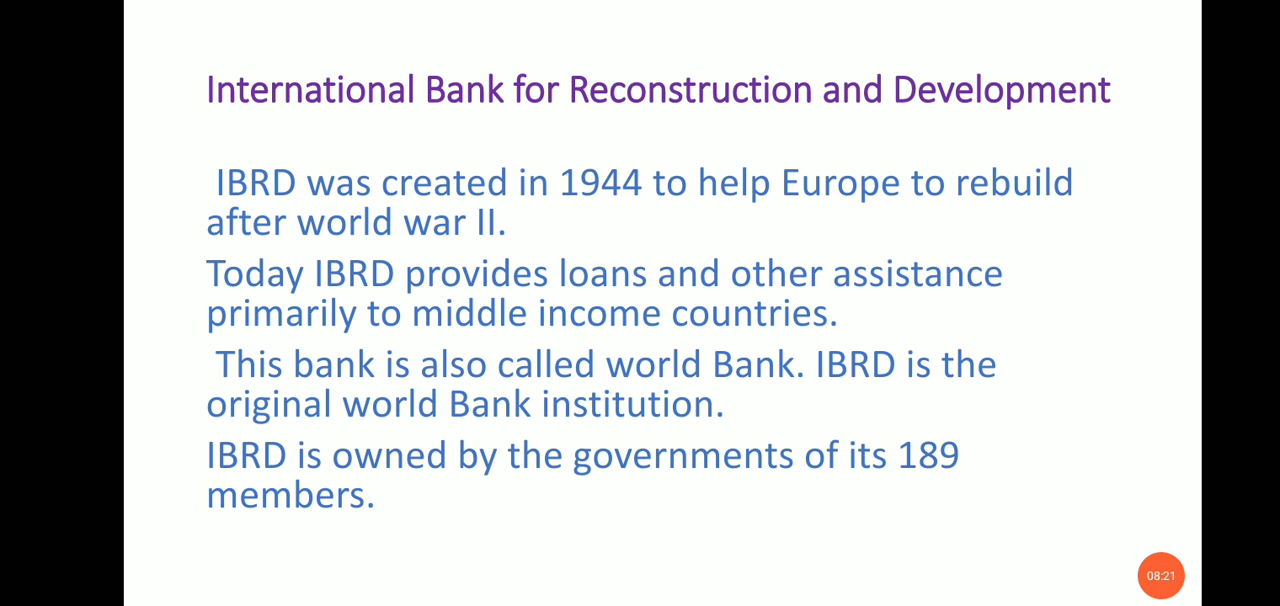 International Bank for Reconstruction and Development
IBRD was created in 1944 to help Europe to rebuild
after world war II.
Today IBRD provides loans and other assistance
primarily to middle income countries.
This bank is also called world Bank. IBRD is the
original world Bank institution.
IBRD is owned by the governments of its 189
members.
08:21